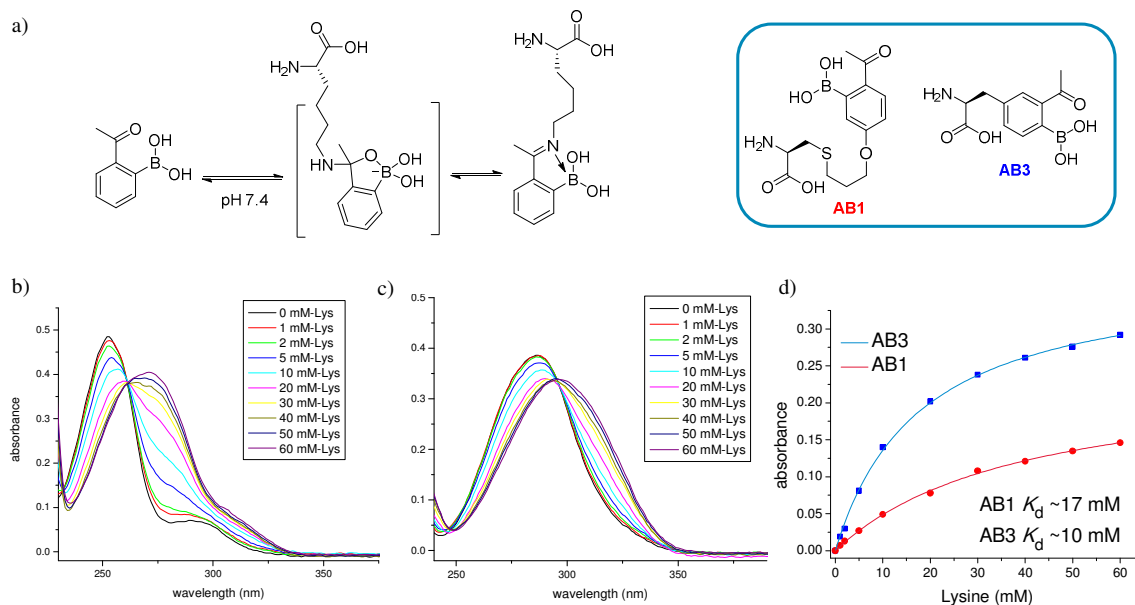 a)
H₂N
O
OH
O
OH
B
OH
pH 7.4
HN
O
OH
B
−
OH
H₂N
O
OH
N
OH
B
OH
OH
B
HO
O
H₂N
S
O
O
OH
AB1
H₂N
O
OH
O
B
OH
HO
AB3
b)
absorbance
0.5
0.4
0.3
0.2
0.1
0.0
250
300
350
wavelength (nm)
0 mM-Lys
1 mM-Lys
2 mM-Lys
5 mM-Lys
10 mM-Lys
20 mM-Lys
30 mM-Lys
40 mM-Lys
50 mM-Lys
60 mM-Lys
c)
absorbance
0.5
0.4
0.3
0.2
0.1
0.0
250
300
350
wavelength (nm)
0 mM-Lys
1 mM-Lys
2 mM-Lys
5 mM-Lys
10 mM-Lys
20 mM-Lys
30 mM-Lys
40 mM-Lys
50 mM-Lys
60 mM-Lys
d)
absorbance
0.30
0.25
0.20
0.15
0.10
0.05
0.00
AB3
AB1
AB1 Kd ~17 mM
AB3 Kd ~10 mM
0 10 20 30 40 50 60
Lysine (mM)